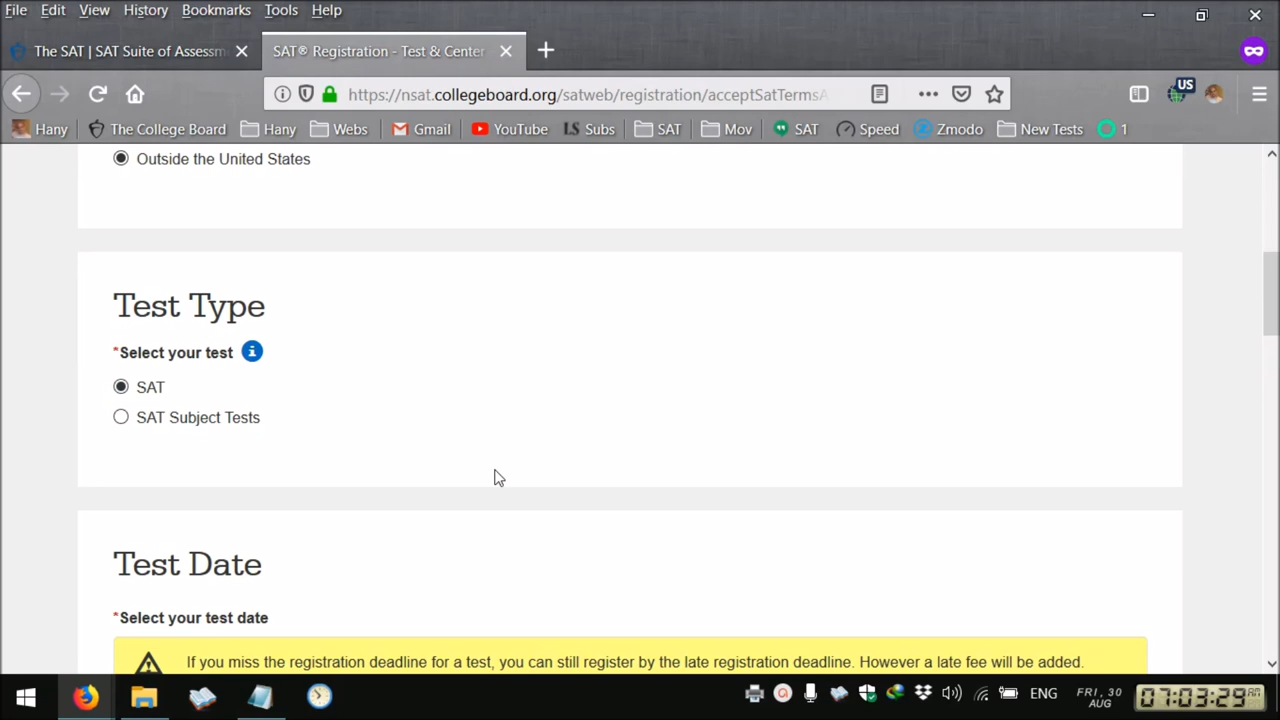 File Edit View History Bookmarks Tools Help
The SAT | SAT Suite of Assessm
SAT® Registration - Test & Center
https://nsat.collegeboard.org/satweb/registration/acceptSatTermsA
US
Hany The College Board Hany Webs Gmail YouTube LS Subs SAT Mov SAT Speed Zmodo New Tests 1
Outside the United States
Test Type
*Select your test
SAT
SAT Subject Tests
Test Date
*Select your test date
If you miss the registration deadline for a test, you can still register by the late registration deadline. However a late fee will be added.
ENG
FRI, 30
AUG
07:03:29 AM